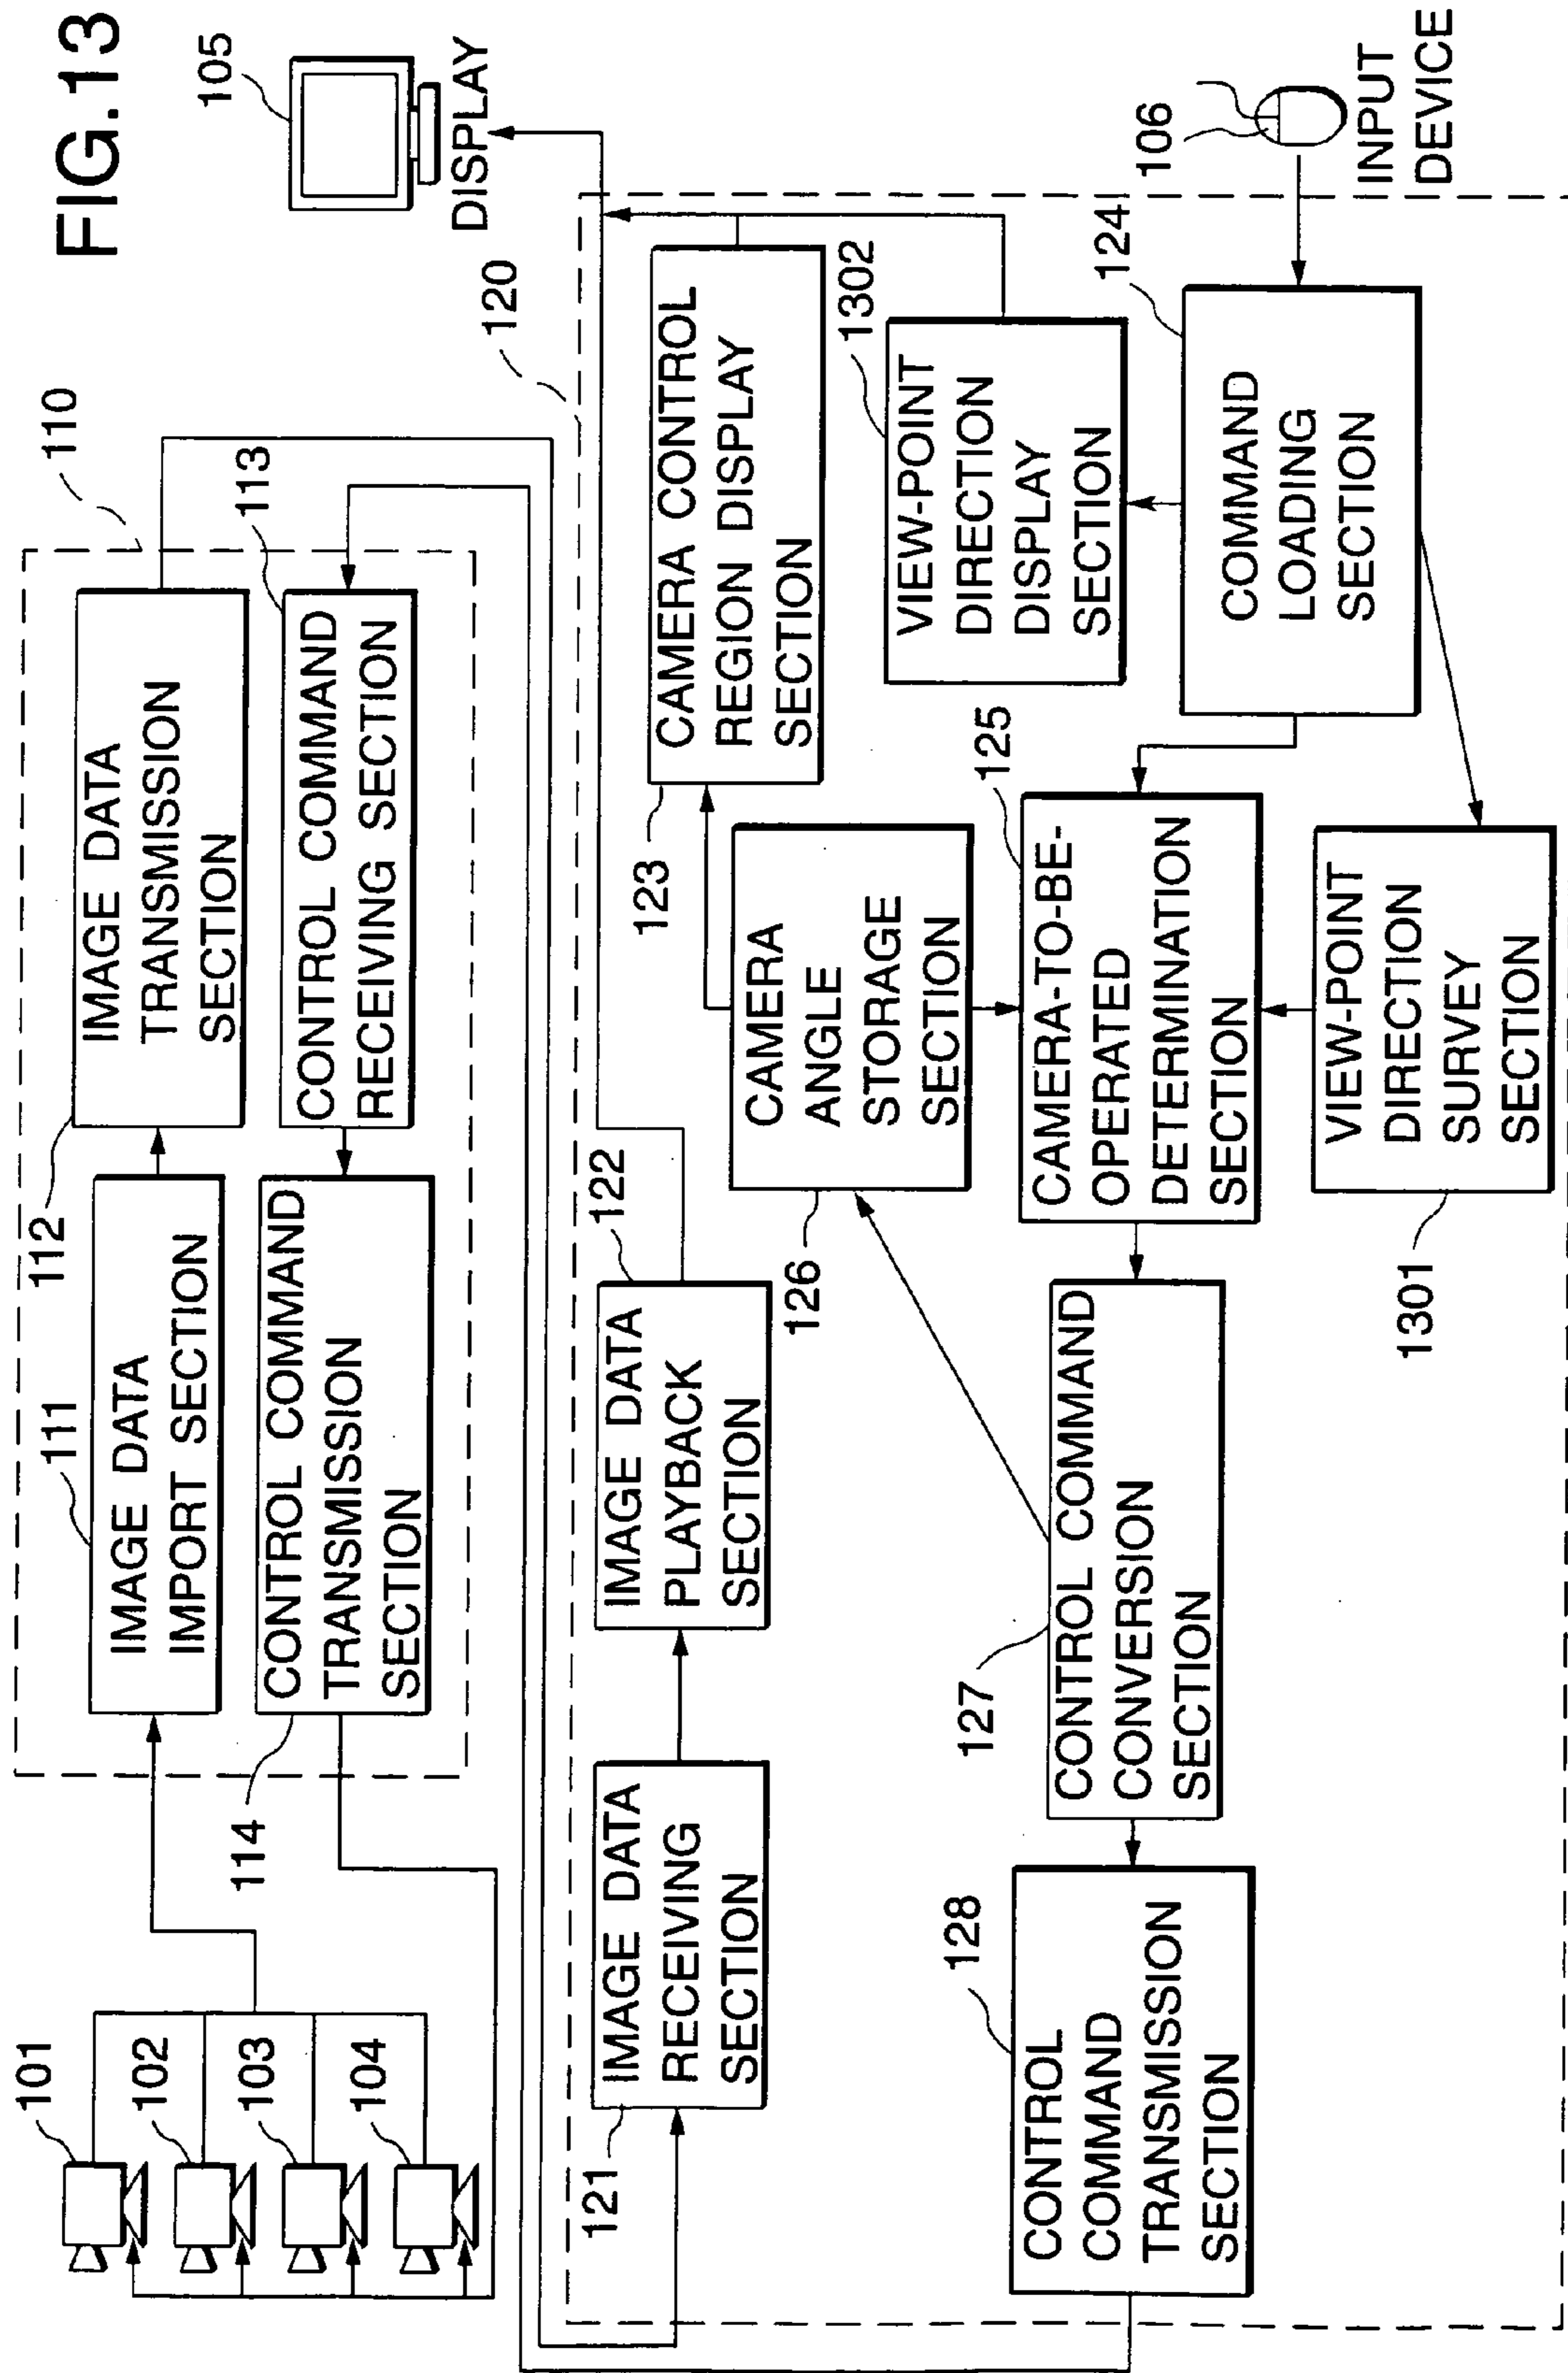 FIG.13
101
102
103
104
110
111
IMAGE DATA
IMPORT SECTION
112
IMAGE DATA
TRANSMISSION
SECTION
113
CONTROL COMMAND
RECEIVING SECTION
114
CONTROL COMMAND
TRANSMISSION
SECTION
105
DISPLAY
120
121
IMAGE DATA
RECEIVING
SECTION
122
IMAGE DATA
PLAYBACK
SECTION
123
CAMERA CONTROL
REGION DISPLAY
SECTION
126
CAMERA
ANGLE
STORAGE
SECTION
1302
VIEW-POINT
DIRECTION
DISPLAY
SECTION
128
CONTROL
COMMAND
TRANSMISSION
SECTION
127
CONTROL COMMAND
CONVERSION
SECTION
125
CAMERA-TO-BE-
OPERATED
DETERMINATION
SECTION
124
COMMAND
LOADING
SECTION
106
INPUT
DEVICE
1301
VIEW-POINT
DIRECTION
SURVEY
SECTION